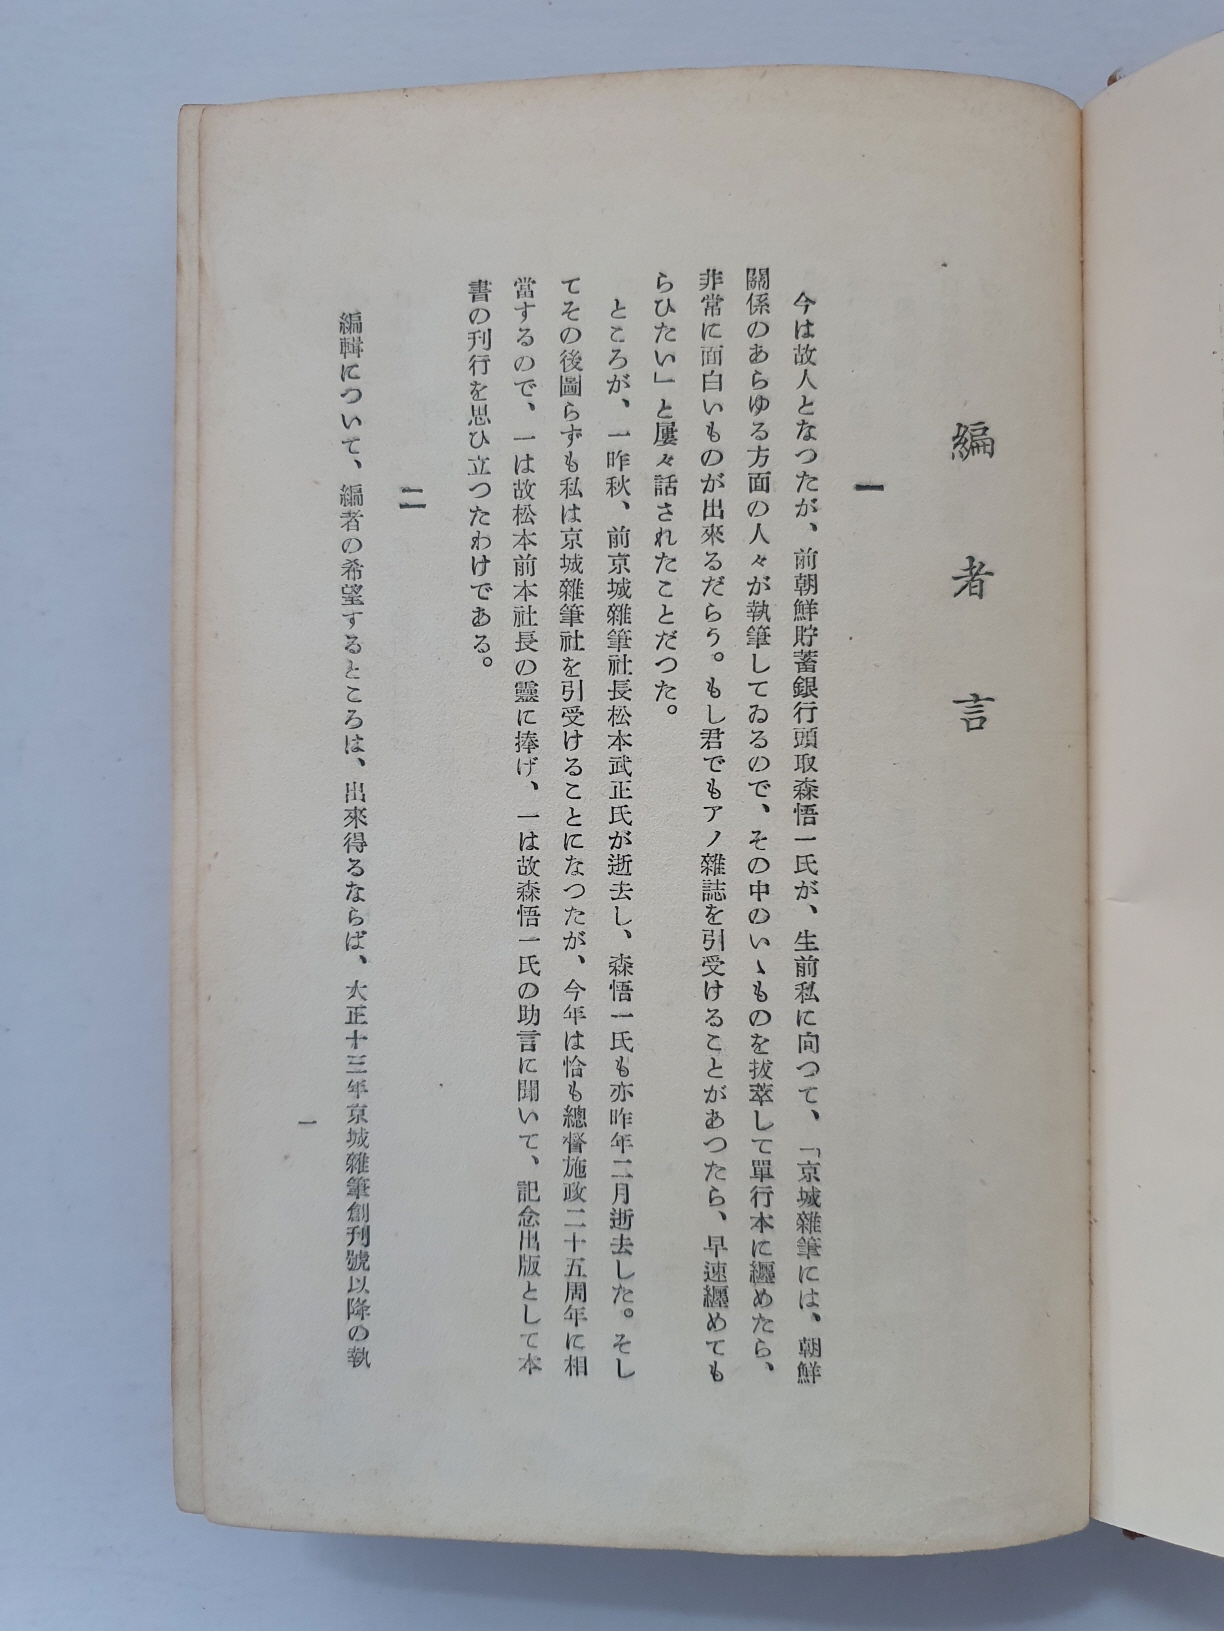 編者言
一
今は故人となつたが、前朝鮮貯蓄銀行頭取森悟一氏が、生前私に向つて、「京城雜筆には、朝鮮
關係のあらゆる方面の人々が執筆してゐるので、その中のいゝものを拔萃して單行本に纒めたら、
非常に面白いものが出來るだらう。もし君でもアノ雜誌を引受けることがあつたら、早速纒めても
らひたい」と屢々話されたことだつた。
ところが、一昨秋、前京城雜筆社長松本武正氏が逝去し、森悟一氏も亦昨年二月逝去した。そし
てその後圖らずも私は京城雜筆社を引受けることになつたが、今年は恰も總督施政二十五周年に相
當するので、一は故松本前本社長の靈に捧げ、一は故森悟一氏の助言に聞いて、記念出版として本
書の刊行を思ひ立つたわけである。
二
編輯について、編者の希望するところは、出來得るならば、大正十三年京城雜筆創刊號以降の執
一